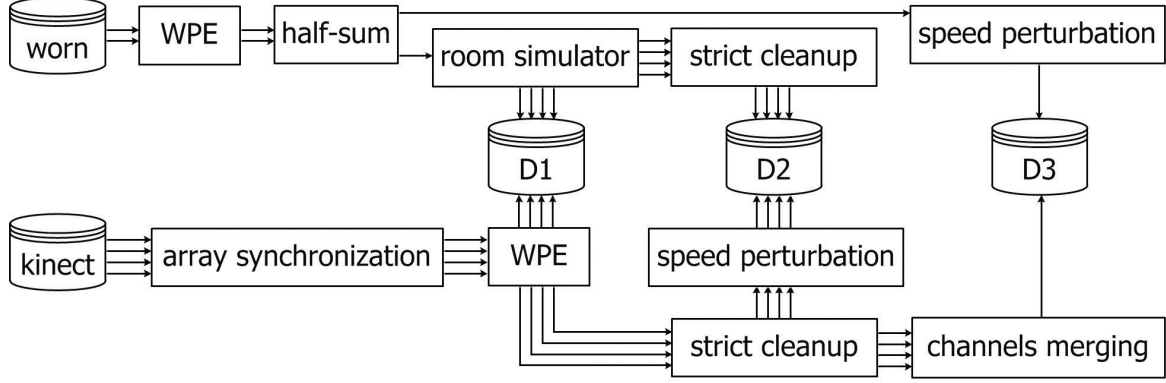 worn
WPE
half-sum
speed perturbation
room simulator
strict cleanup
D1
D2
D3
kinect
array synchronization
WPE
speed perturbation
strict cleanup
channels merging